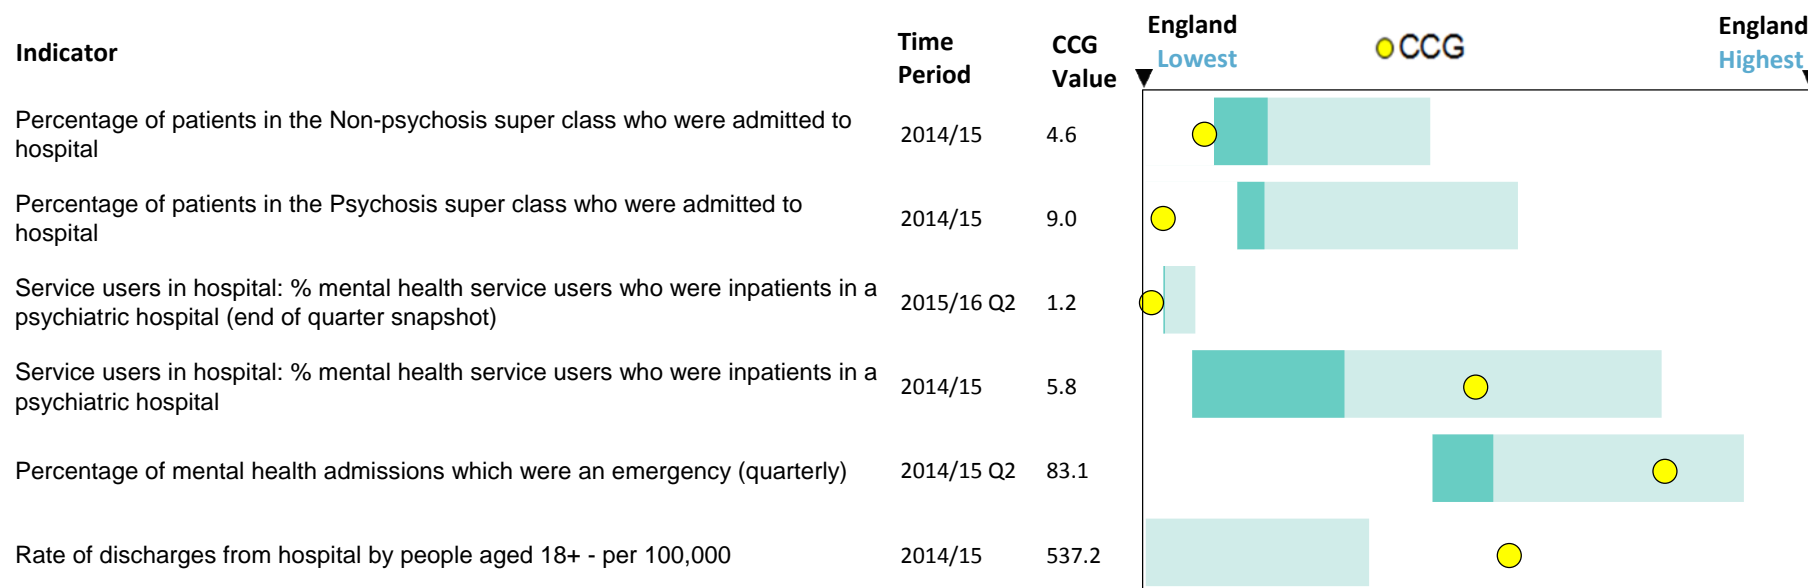 Indicator
Time Period
CCG Value
England Lowest
CCG
England Highest
Percentage of patients in the Non-psychosis super class who were admitted to
hospital
2014/15
4.6
Percentage of patients in the Psychosis super class who were admitted to
hospital
2014/15
9.0
Service users in hospital: % mental health service users who were inpatients in a
psychiatric hospital (end of quarter snapshot)
2015/16 Q2
1.2
Service users in hospital: % mental health service users who were inpatients in a
psychiatric hospital
2014/15
5.8
Percentage of mental health admissions which were an emergency (quarterly)
2014/15 Q2
83.1
Rate of discharges from hospital by people aged 18+ - per 100,000
2014/15
537.2